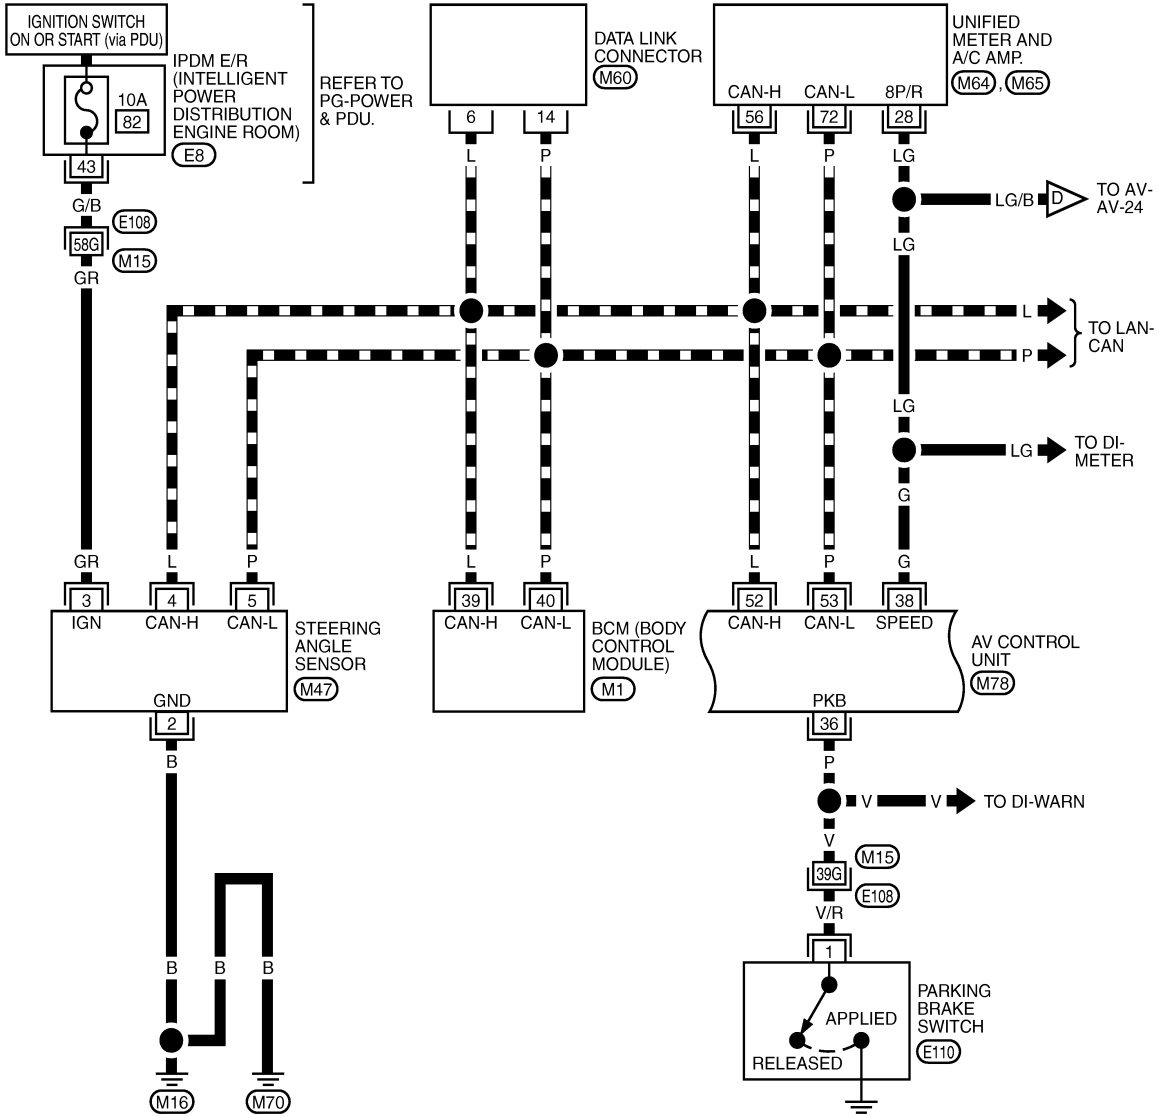 IGNITION SWITCH
ON OR START (via PDU)
IPDM E/R
(INTELLIGENT
POWER
DISTRIBUTION
ENGINE ROOM)
E8
10A
82
43
REFER TO
PG-POWER
& PDU.
DATA LINK
CONNECTOR
M60
6
14
UNIFIED
METER AND
A/C AMP.
M64 , M65
CAN-H CAN-L 8P/R
56 72 28
G/B
E108
58G
M15
GR
L P L P LG
LG/B D TO AV-
AV-24
LG
L
P
TO LAN-
CAN
LG
LG TO DI-
METER
G
GR L P L P L P G
3 4 5 39 40 52 53 38
IGN CAN-H CAN-L
STEERING
ANGLE
SENSOR
M47
GND
2
CAN-H CAN-L
BCM (BODY
CONTROL
MODULE)
M1
CAN-H CAN-L SPEED
AV CONTROL
UNIT
M78
PKB
36
B
P
V V TO DI-WARN
V
M15
39G
E108
V/R
1
B B B
PARKING
BRAKE
SWITCH
E110
APPLIED
RELEASED
M16 M70